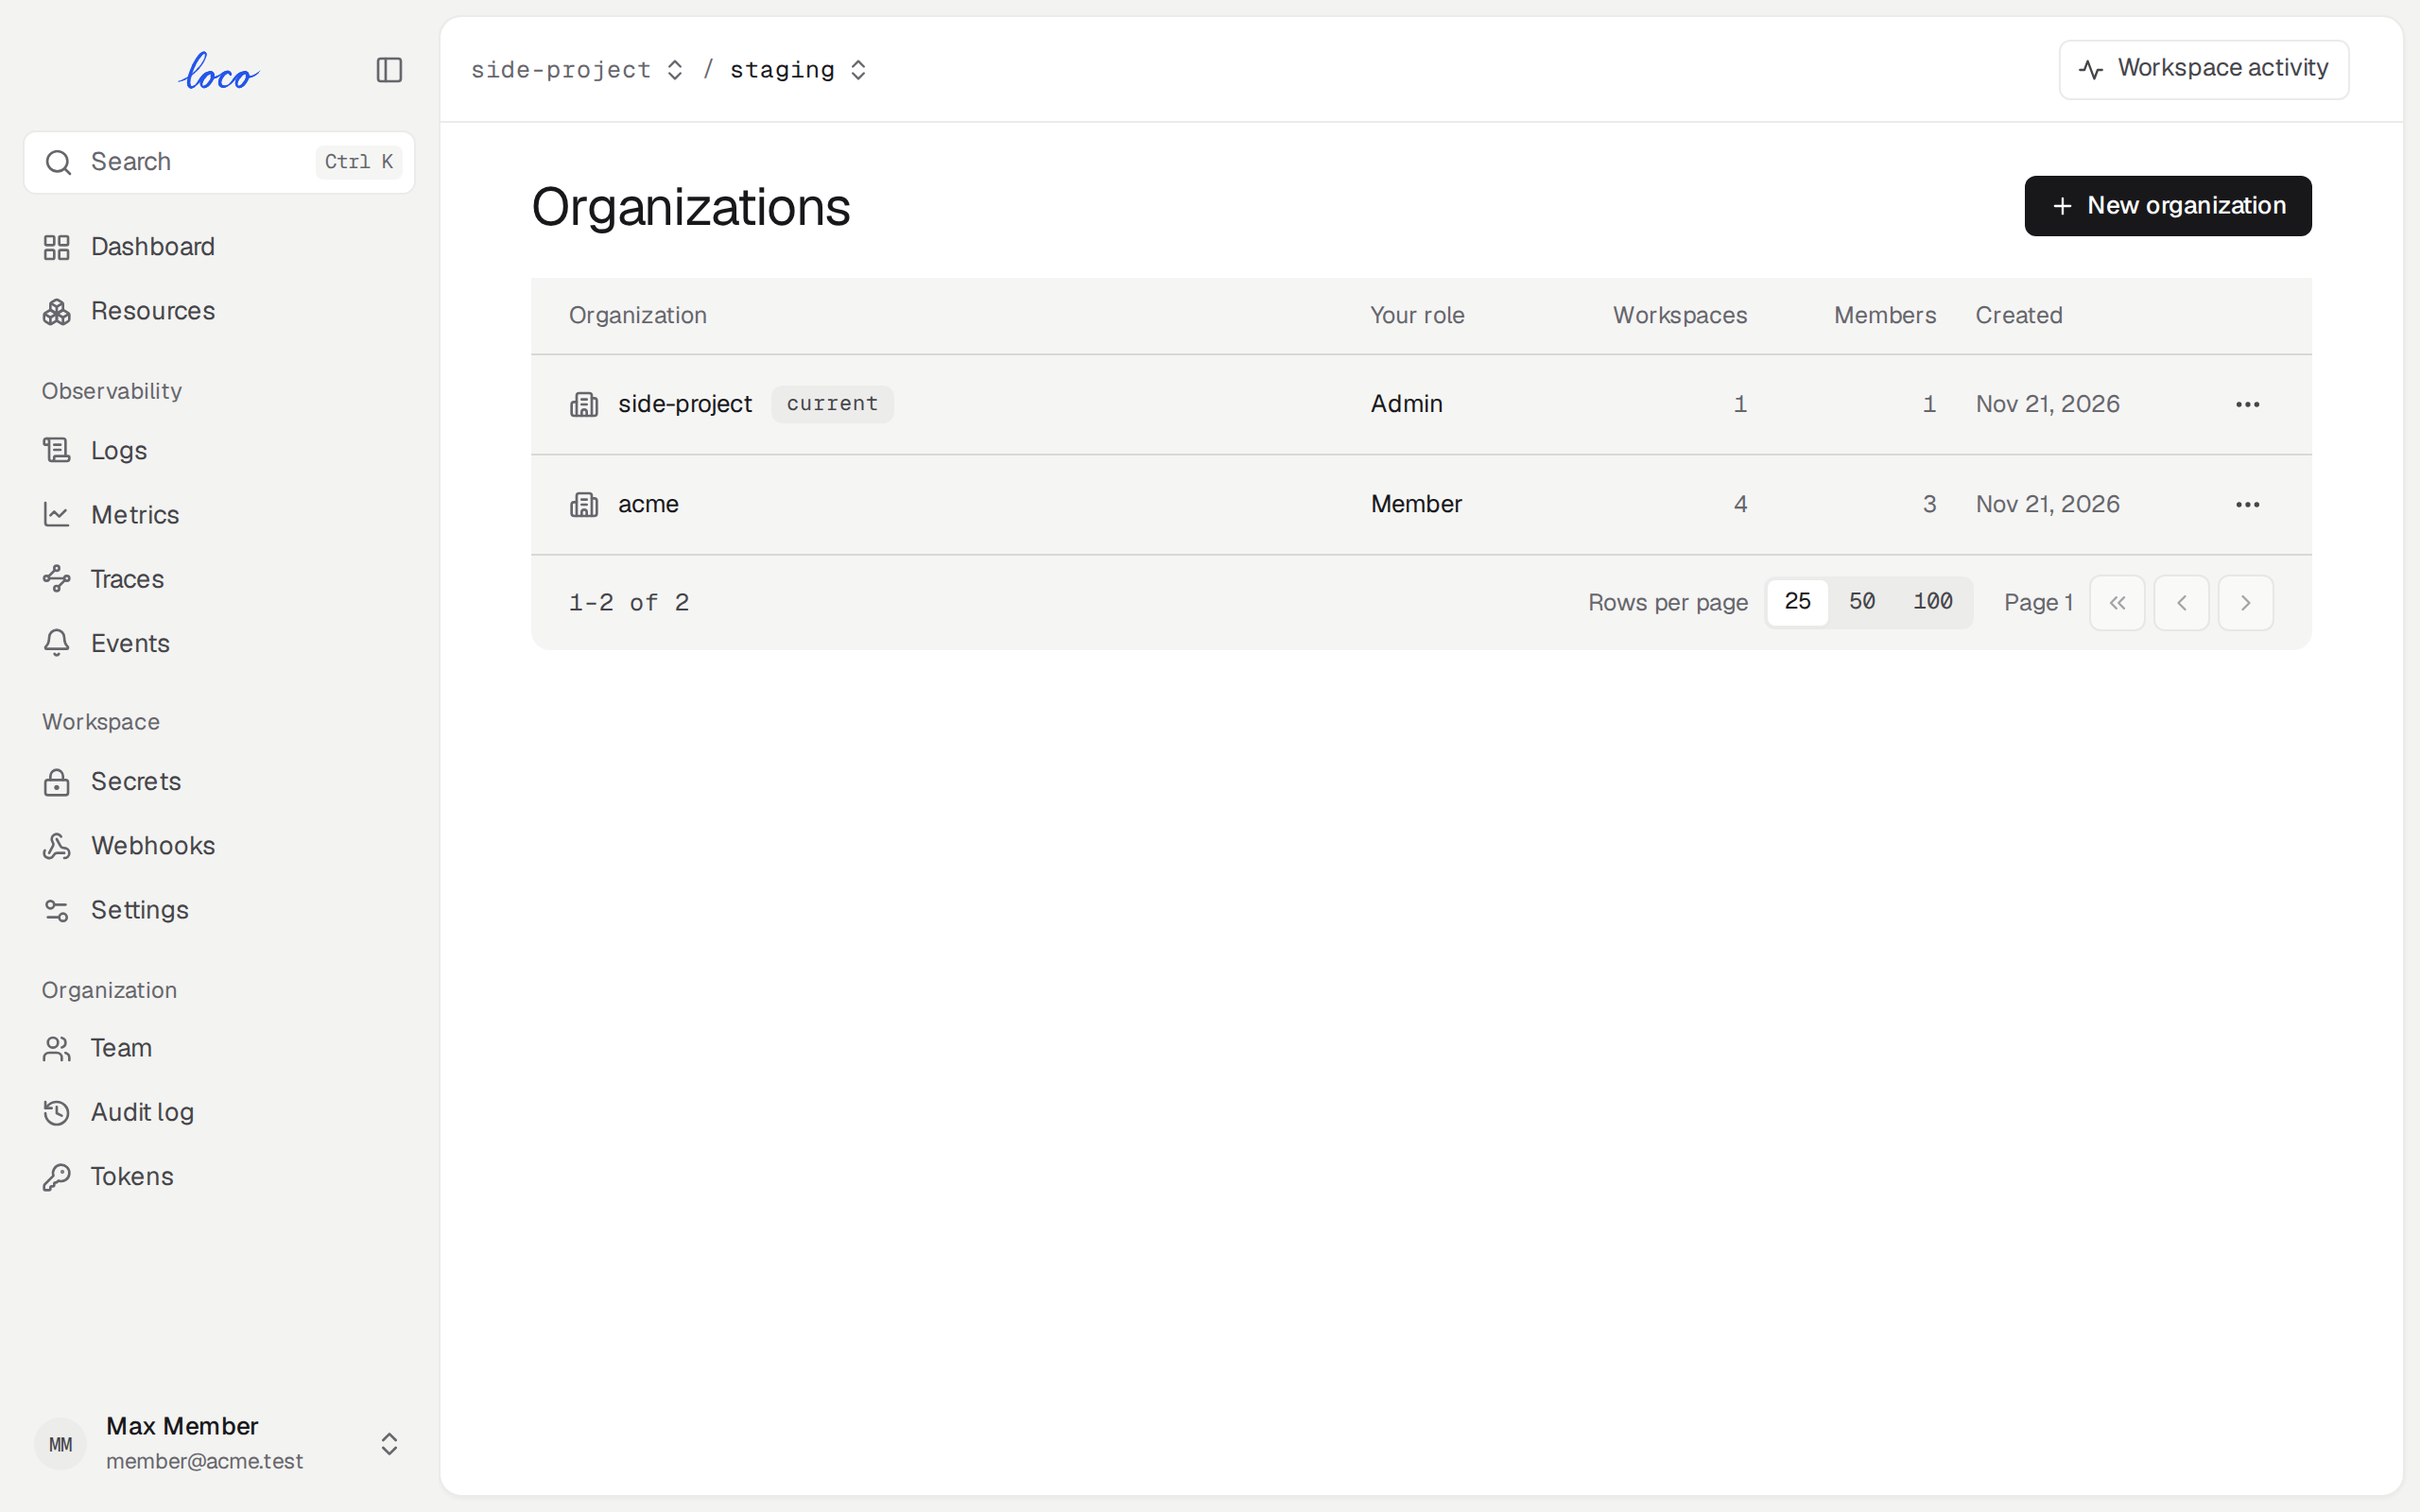 loco
Search Ctrl K
Dashboard
Resources
Observability
Logs
Metrics
Traces
Events
Workspace
Secrets
Webhooks
Settings
Organization
Team
Audit log
Tokens
MM
Max Member
member@acme.test
side-project / staging
Workspace activity
Organizations
New organization
Organization Your role Workspaces Members Created
side-project current Admin 1 1 Nov 21, 2026
acme Member 4 3 Nov 21, 2026
1-2 of 2 Rows per page 25 50 100 Page 1